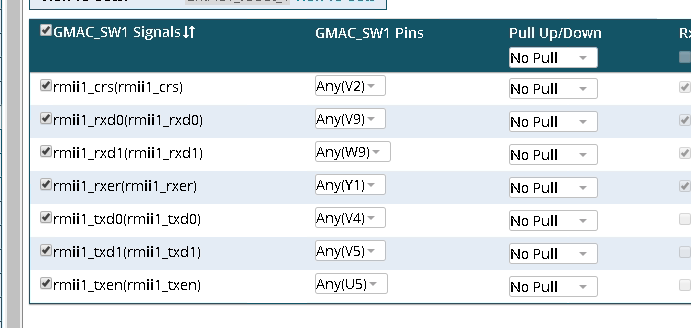 GMAC_SW1 Signals GMAC_SW1 Pins Pull Up/Down
No Pull
rmii1_crs(rmii1_crs) Any(V2) No Pull
rmii1_rxd0(rmii1_rxd0) Any(V9) No Pull
rmii1_rxd1(rmii1_rxd1) Any(W9) No Pull
rmii1_rxer(rmii1_rxer) Any(Y1) No Pull
rmii1_txd0(rmii1_txd0) Any(V4) No Pull
rmii1_txd1(rmii1_txd1) Any(V5) No Pull
rmii1_txen(rmii1_txen) Any(U5) No Pull